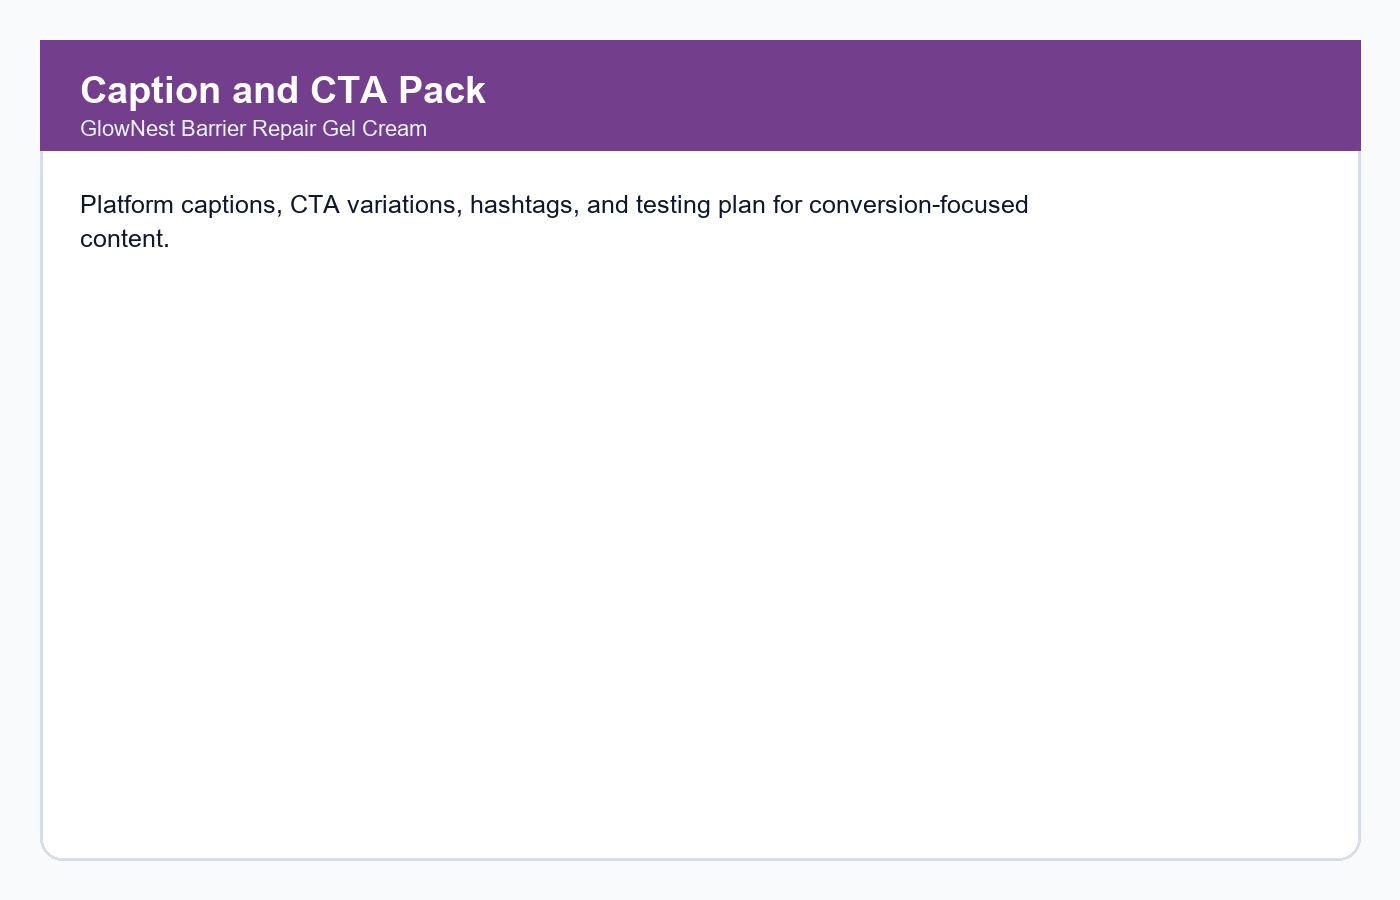 Caption and CTA Pack
GlowNest Barrier Repair Gel Cream
Platform captions, CTA variations, hashtags, and testing plan for conversion-focused
content.